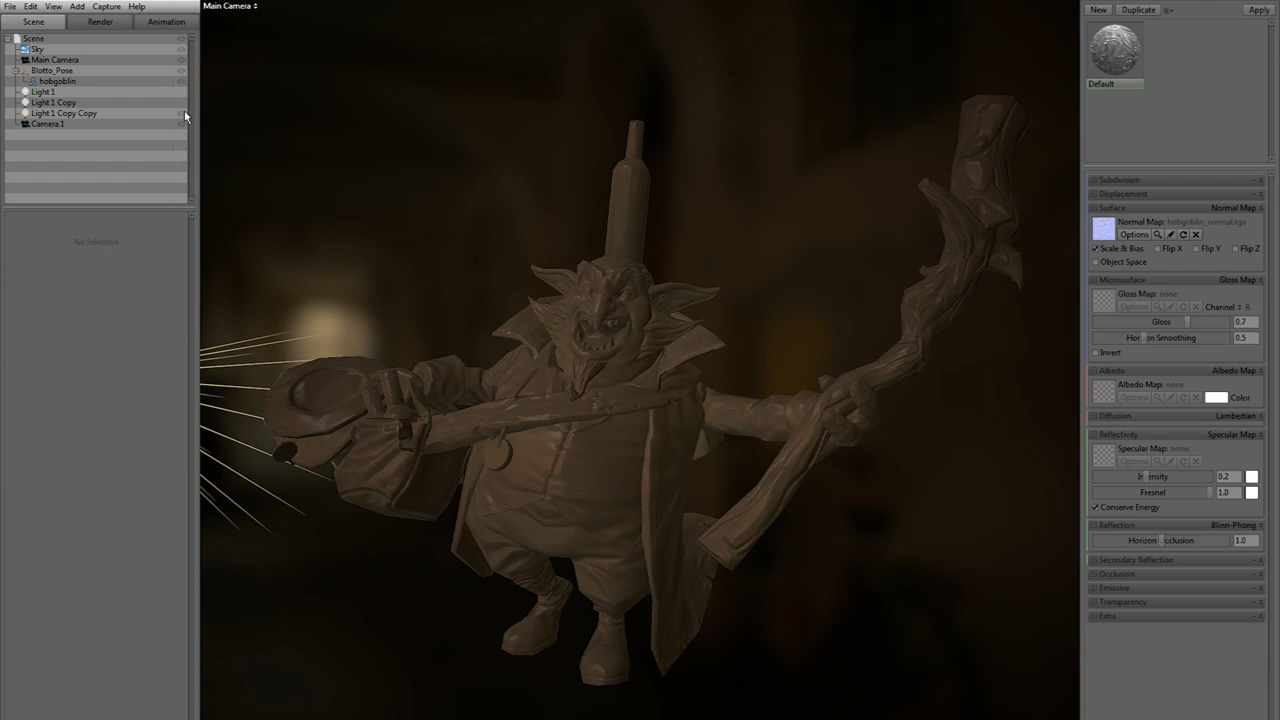 File Edit View Add Capture Help
Scene Render Animation
Scene
Sky
Main Camera
Blotto_Pose
hobgoblin
Light 1
Light 1 Copy
Light 1 Copy Copy
Camera 1
No Selection
Main Camera
New Duplicate Apply
Default
Subdivision
Displacement
Surface Normal Map
Normal Map: hobgoblin_normal.tga
Options
Scale & Bias Flip X Flip Y Flip Z
Object Space
Microsurface Gloss Map
Gloss Map: none
Options Channel R
Gloss 0.7
Horizon Smoothing 0.5
Invert
Albedo Albedo Map
Albedo Map: none
Options Color
Diffusion Lambertian
Reflectivity Specular Map
Specular Map: none
Options
Intensity 0.2
Fresnel 1.0
Conserve Energy
Reflection Blinn-Phong
Horizon Occlusion 1.0
Secondary Reflection
Occlusion
Emissive
Transparency
Extra